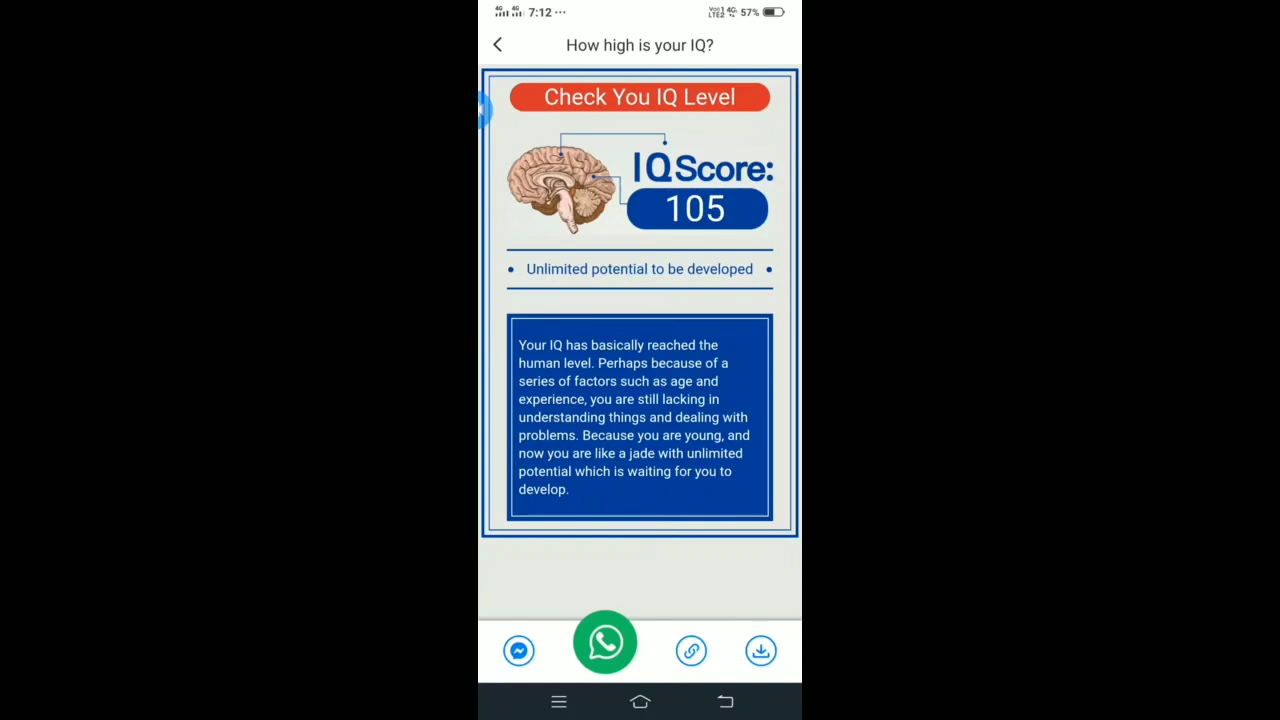 4G 4G 7:12 ··· 4G 57%
How high is your IQ?
Check You IQ Level
IQ Score:
105
• Unlimited potential to be developed •
Your IQ has basically reached the
human level. Perhaps because of a
series of factors such as age and
experience, you are still lacking in
understanding things and dealing with
problems. Because you are young, and
now you are like a jade with unlimited
potential which is waiting for you to
develop.